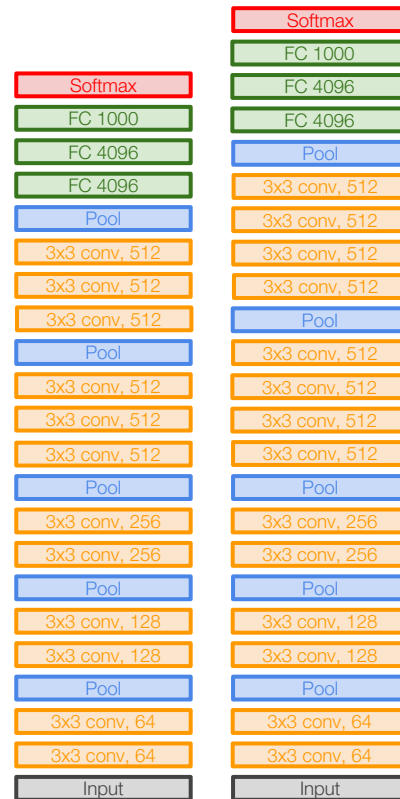 Softmax
FC 1000
FC 4096
FC 4096
Pool
3x3 conv, 512
3x3 conv, 512
3x3 conv, 512
Pool
3x3 conv, 512
3x3 conv, 512
3x3 conv, 512
Pool
3x3 conv, 256
3x3 conv, 256
Pool
3x3 conv, 128
3x3 conv, 128
Pool
3x3 conv, 64
3x3 conv, 64
Input
Softmax
FC 1000
FC 4096
FC 4096
Pool
3x3 conv, 512
3x3 conv, 512
3x3 conv, 512
3x3 conv, 512
Pool
3x3 conv, 512
3x3 conv, 512
3x3 conv, 512
3x3 conv, 512
Pool
3x3 conv, 256
3x3 conv, 256
Pool
3x3 conv, 128
3x3 conv, 128
Pool
3x3 conv, 64
3x3 conv, 64
Input